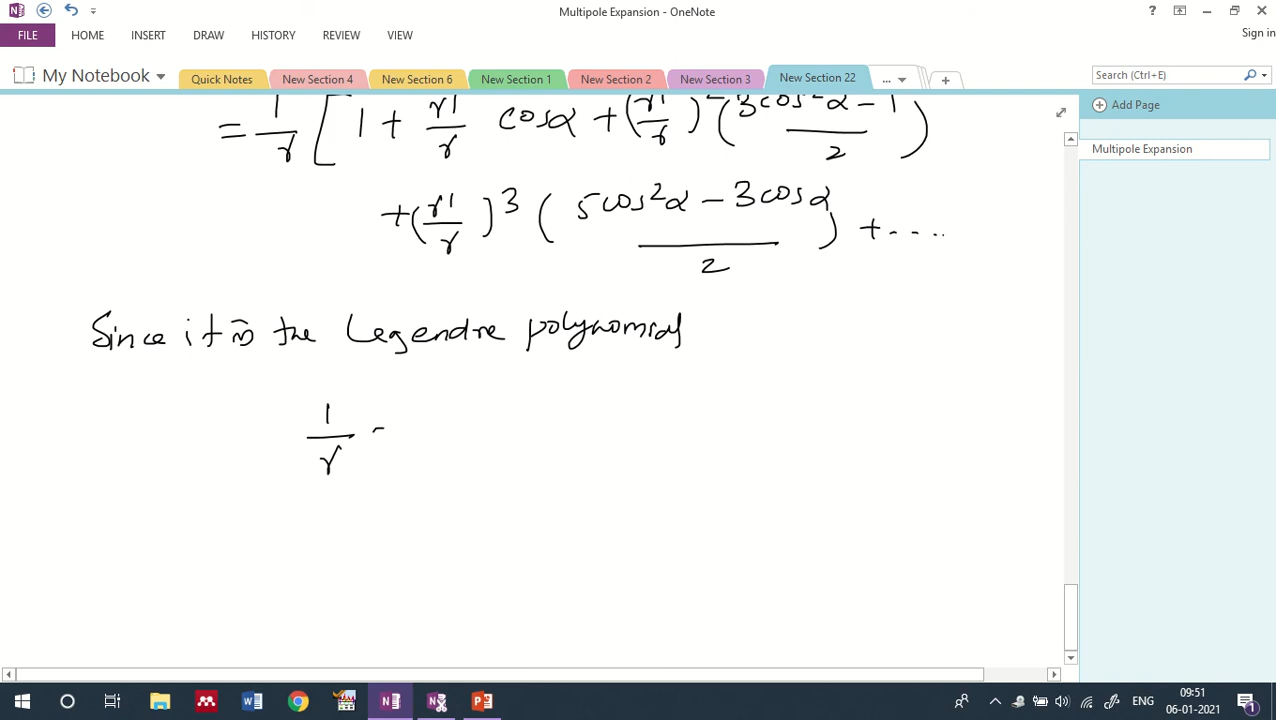 Multipole Expansion - OneNote
Sign in
FILE HOME INSERT DRAW HISTORY REVIEW VIEW
My Notebook Quick Notes New Section 4 New Section 6 New Section 1 New Section 2 New Section 3 New Section 22 ... Search (Ctrl+E)
Add Page
Multipole Expansion
= 1/r [ 1 + r'/r cosα + (r'/r)² (3cos²α - 1 / 2)
+ (r'/r)³ (5cos²α - 3cosα / 2) + ....
Since it is the Legendre polynomial
1/r -
ENG 09:51 06-01-2021